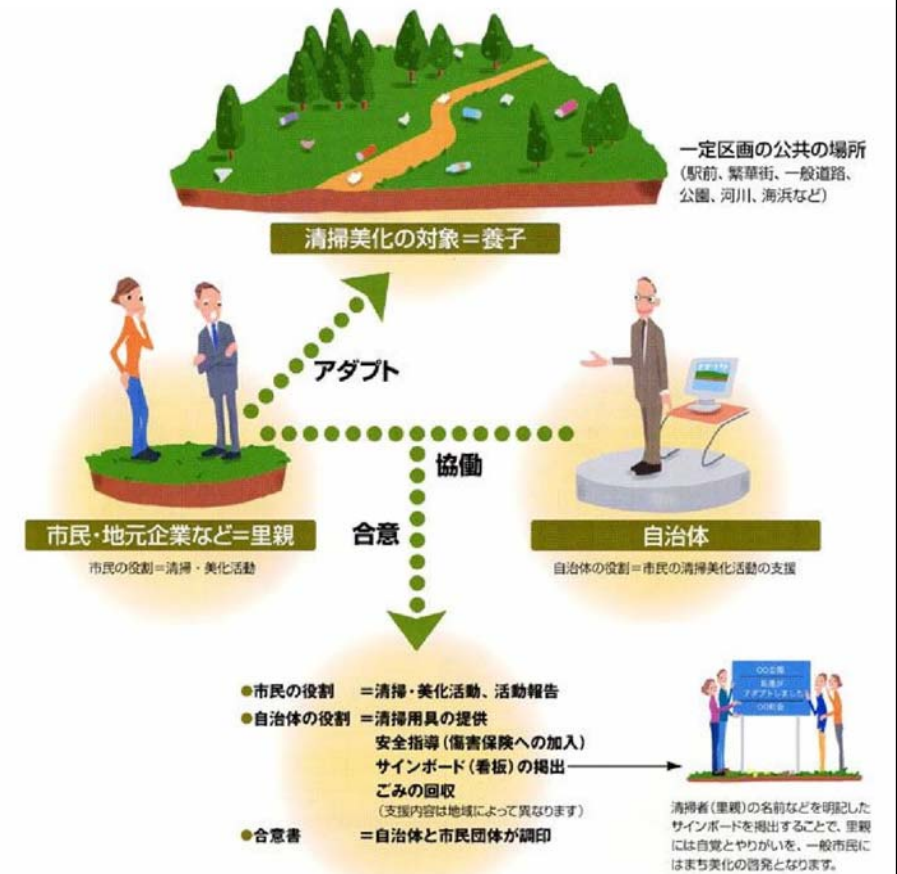 一定区画の公共の場所
(駅前、繁華街、一般道路、
公園、河川、海浜など)
清掃美化の対象=養子
アダプト
協働
合意
市民・地元企業など=里親
市民の役割=清掃・美化活動
自治体
自治体の役割=市民の清掃美化活動の支援
●市民の役割 =清掃・美化活動、活動報告
●自治体の役割 =清掃用具の提供
安全指導(傷害保険への加入)
サインボード(看板)の掲出
ごみの回収
(支援内容は地域によって異なります)
●合意書 =自治体と市民団体が調印
〇〇公園
私達が
アダプトしました
〇〇町会
清掃者(里親)の名前などを明記した
サインボードを掲出することで、里親
には自覚とやりがいを、一般市民に
はまち美化の啓発となります。